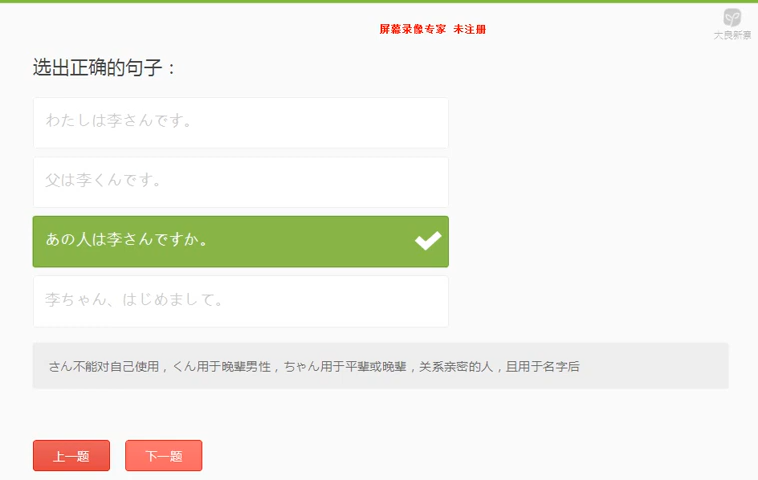 屏幕录像专家 未注册
选出正确的句子：
わたしは李さんです。
父は李くんです。
あの人は李さんですか。
李ちゃん、はじめまして。
さん不能对自己使用，くん用于晚辈男性，ちゃん用于平辈或晚辈，关系亲密的人，且用于名字后
上一题
下一题